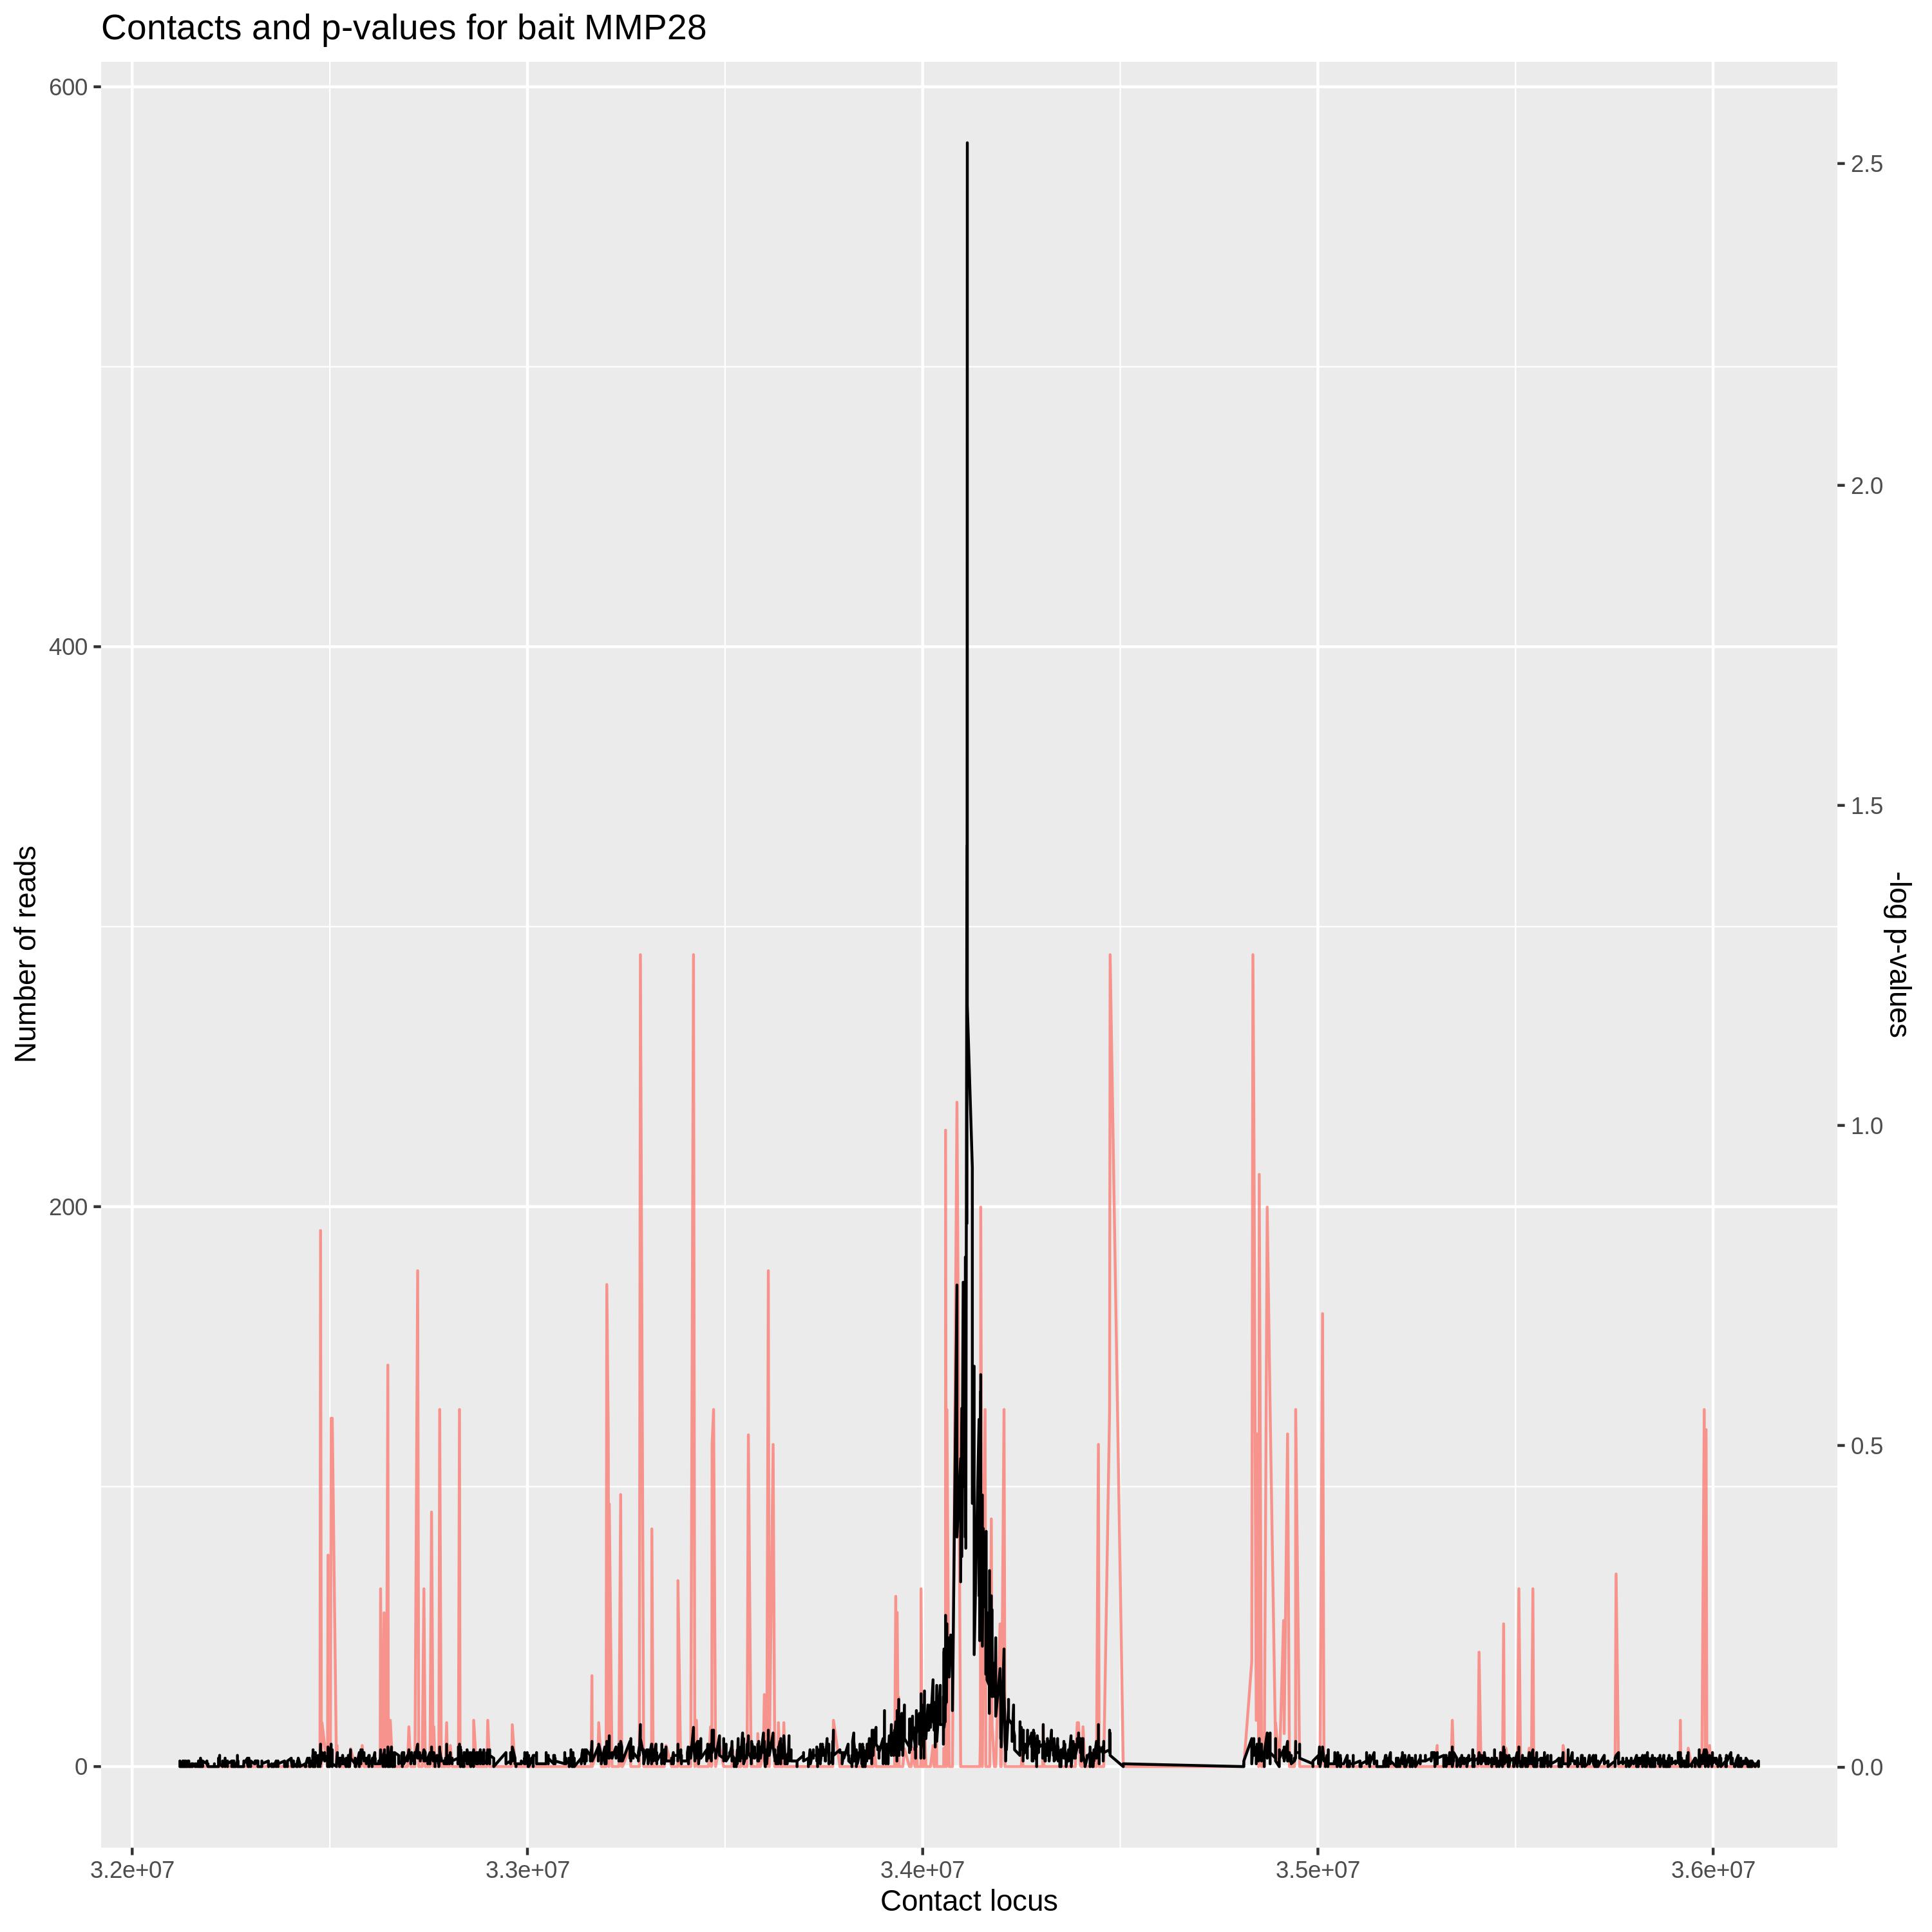 Contacts and p-values for bait MMP28
600
400
200
0
Number of reads
2.5
2.0
1.5
1.0
0.5
0.0
-log p-values
3.2e+07 3.3e+07 3.4e+07 3.5e+07 3.6e+07
Contact locus